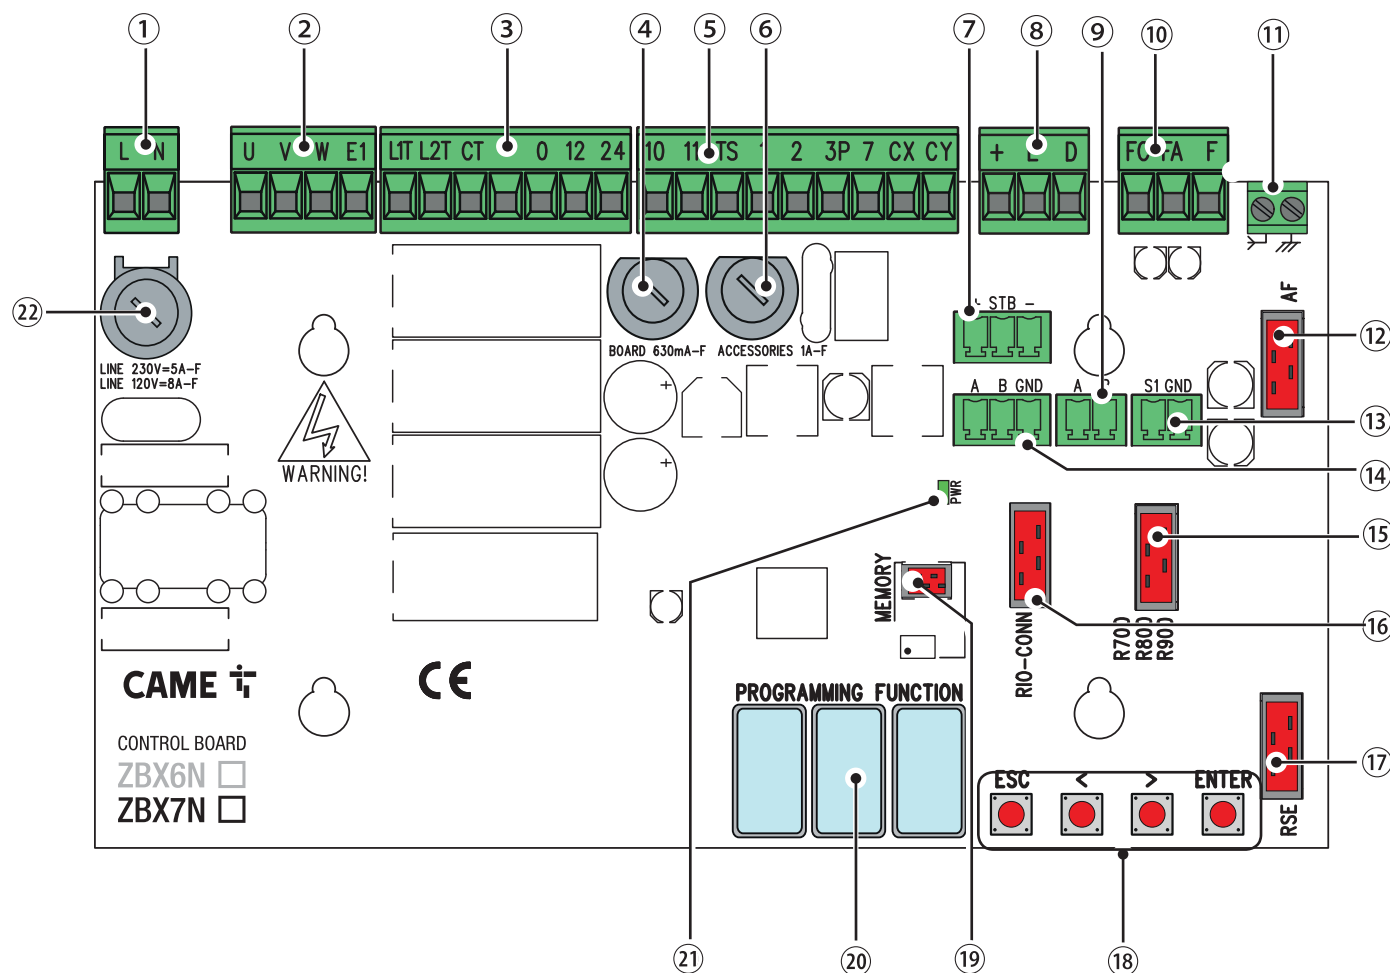 1 2 3 4 5 6 7 8 9 10 11
L N U V W E1 L1T L2T CT 0 12 24 10 11 TS 1 2 3P 7 CX CY + E D FC FA F
22
LINE 230V=5A-F
LINE 120V=8A-F
BOARD 630mA-F ACCESSORIES 1A-F
+ STB -
AF
12
A B GND A B S1 GND
13
WARNING!
14
PWR
15
MEMORY
RIO-CONN
R700
R800
R900
16
CAME
CE
PROGRAMMING FUNCTION
CONTROL BOARD
ZBX6N
ZBX7N
ESC < > ENTER
17
RSE
21 20 19 18